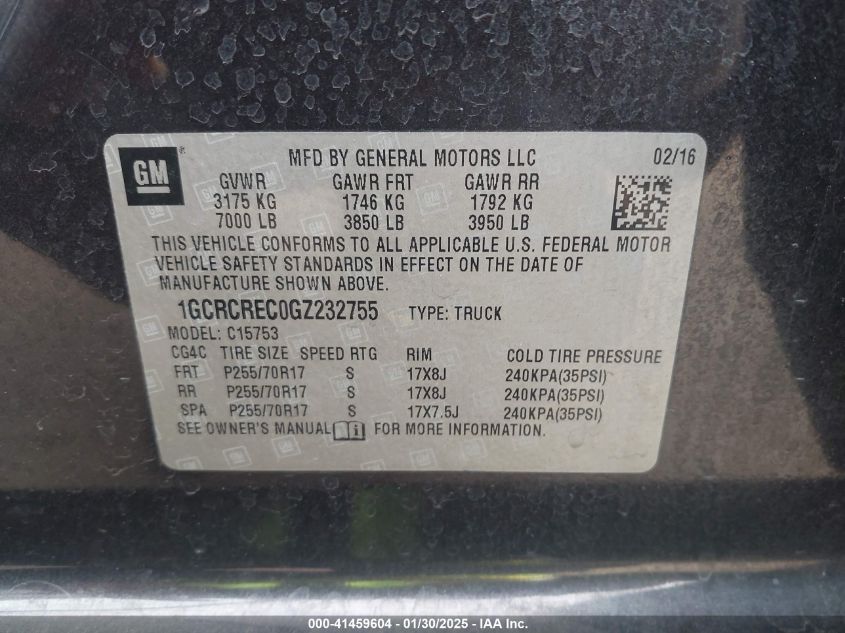 GM
MFD BY GENERAL MOTORS LLC 02/16
GVWR GAWR FRT GAWR RR
3175 KG 1746 KG 1792 KG
7000 LB 3850 LB 3950 LB
THIS VEHICLE CONFORMS TO ALL APPLICABLE U.S. FEDERAL MOTOR
VEHICLE SAFETY STANDARDS IN EFFECT ON THE DATE OF
MANUFACTURE SHOWN ABOVE.
1GCRCREC0GZ232755 TYPE: TRUCK
MODEL: C15753
CG4C TIRE SIZE SPEED RTG RIM COLD TIRE PRESSURE
FRT P255/70R17 S 17X8J 240KPA(35PSI)
RR P255/70R17 S 17X8J 240KPA(35PSI)
SPA P255/70R17 S 17X7.5J 240KPA(35PSI)
SEE OWNER'S MANUAL FOR MORE INFORMATION.
000-41459604 - 01/30/2025 - IAA Inc.